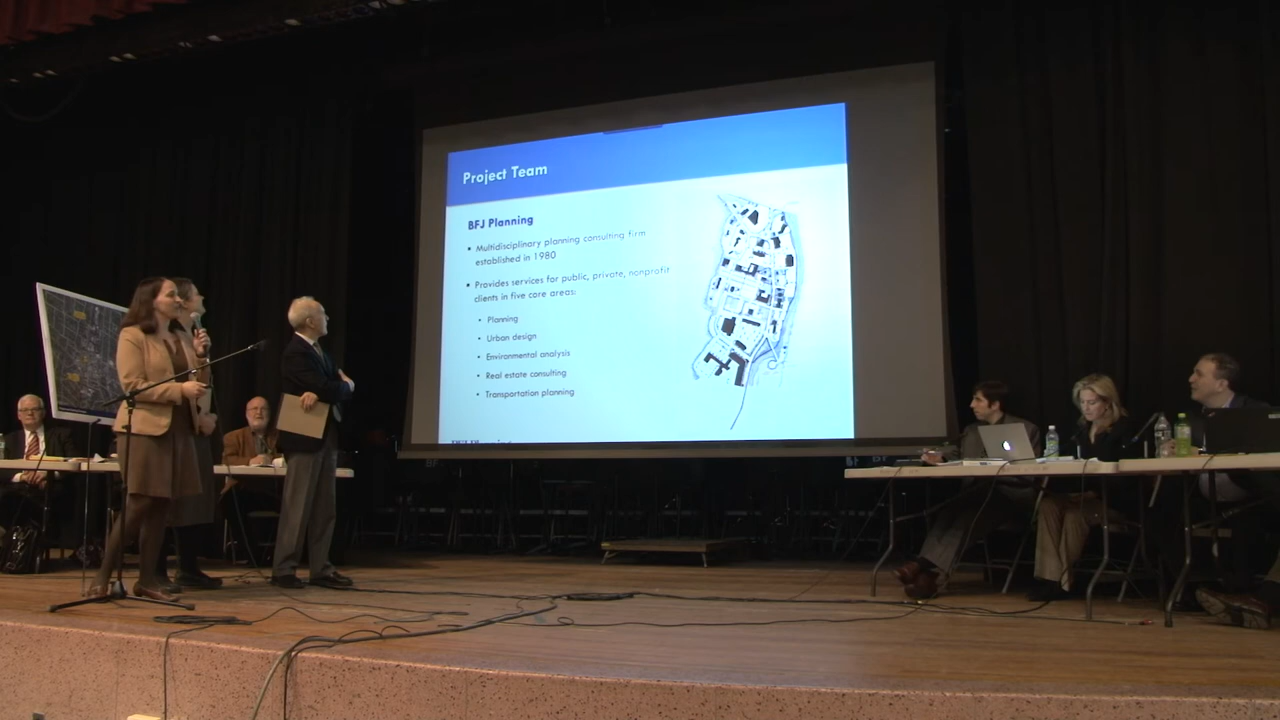 Project Team
BFJ Planning
▪ Multidisciplinary planning consulting firm
established in 1980
▪ Provides services for public, private, nonprofit
clients in five core areas:
• Planning
• Urban design
• Environmental analysis
• Real estate consulting
• Transportation planning